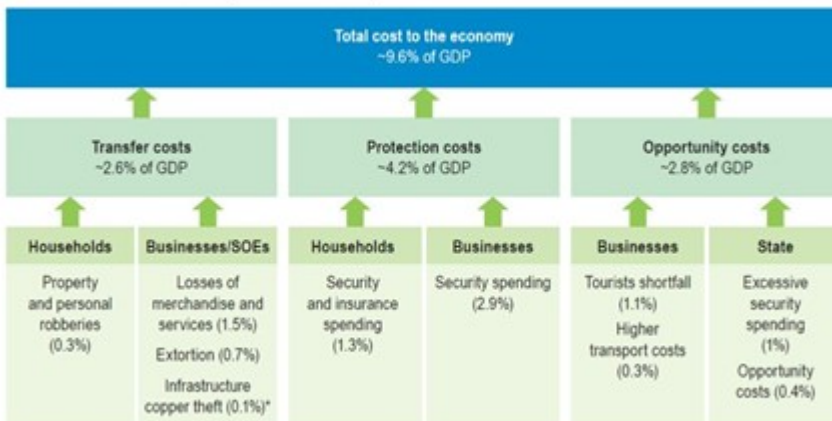 Total cost to the economy
~9.6% of GDP
Transfer costs
~2.6% of GDP
Protection costs
~4.2% of GDP
Opportunity costs
~2.8% of GDP
Households
Property
and personal
robberies
(0.3%)
Businesses/SOEs
Losses of
merchandise and
services (1.5%)
Extortion (0.7%)
Infrastructure
copper theft (0.1%)*
Households
Security
and insurance
spending
(1.3%)
Businesses
Security spending
(2.9%)
Businesses
Tourists shortfall
(1.1%)
Higher
transport costs
(0.3%)
State
Excessive
security
spending
(1%)
Opportunity
costs (0.4%)